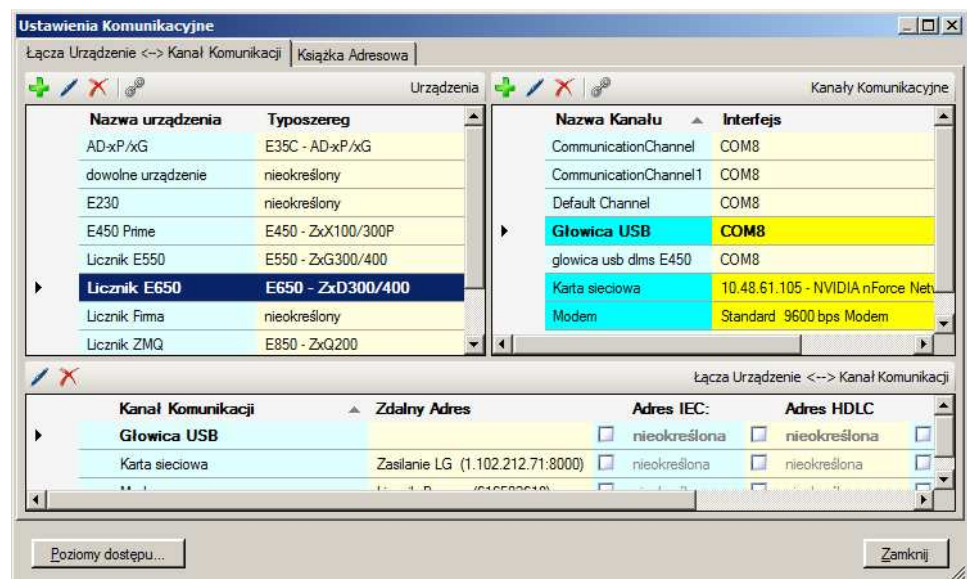 Ustawienia Komunikacyjne
Łącza Urządzenie <--> Kanał Komunikacji Książka Adresowa
Urządzenia
Nazwa urządzenia Typoszereg
AD-xP/xG E35C - AD-xP/xG
dowolne urządzenie nieokreślony
E230 nieokreślony
E450 Prime E450 - ZxX100/300P
Licznik E550 E550 - ZxG300/400
Licznik E650 E650 - ZxD300/400
Licznik Firma nieokreślony
Licznik ZMQ E850 - ZxQ200
Kanały Komunikacyjne
Nazwa Kanału Interfejs
CommunicationChannel COM8
CommunicationChannel1 COM8
Default Channel COM8
Głowica USB COM8
glowica usb dlms E450 COM8
Karta sieciowa 10.48.61.105 - NVIDIA nForce
Modem Standard 9600 bps Modem
Łącza Urządzenie <--> Kanał Komunikacji
Kanał Komunikacji Zdalny Adres Adres IEC: Adres HDLC
Głowica USB nieokreślona nieokreślona
Karta sieciowa Zasilanie LG (1.102.212.71:8000) nieokreślona nieokreślona
Poziomy dostępu... Zamknij